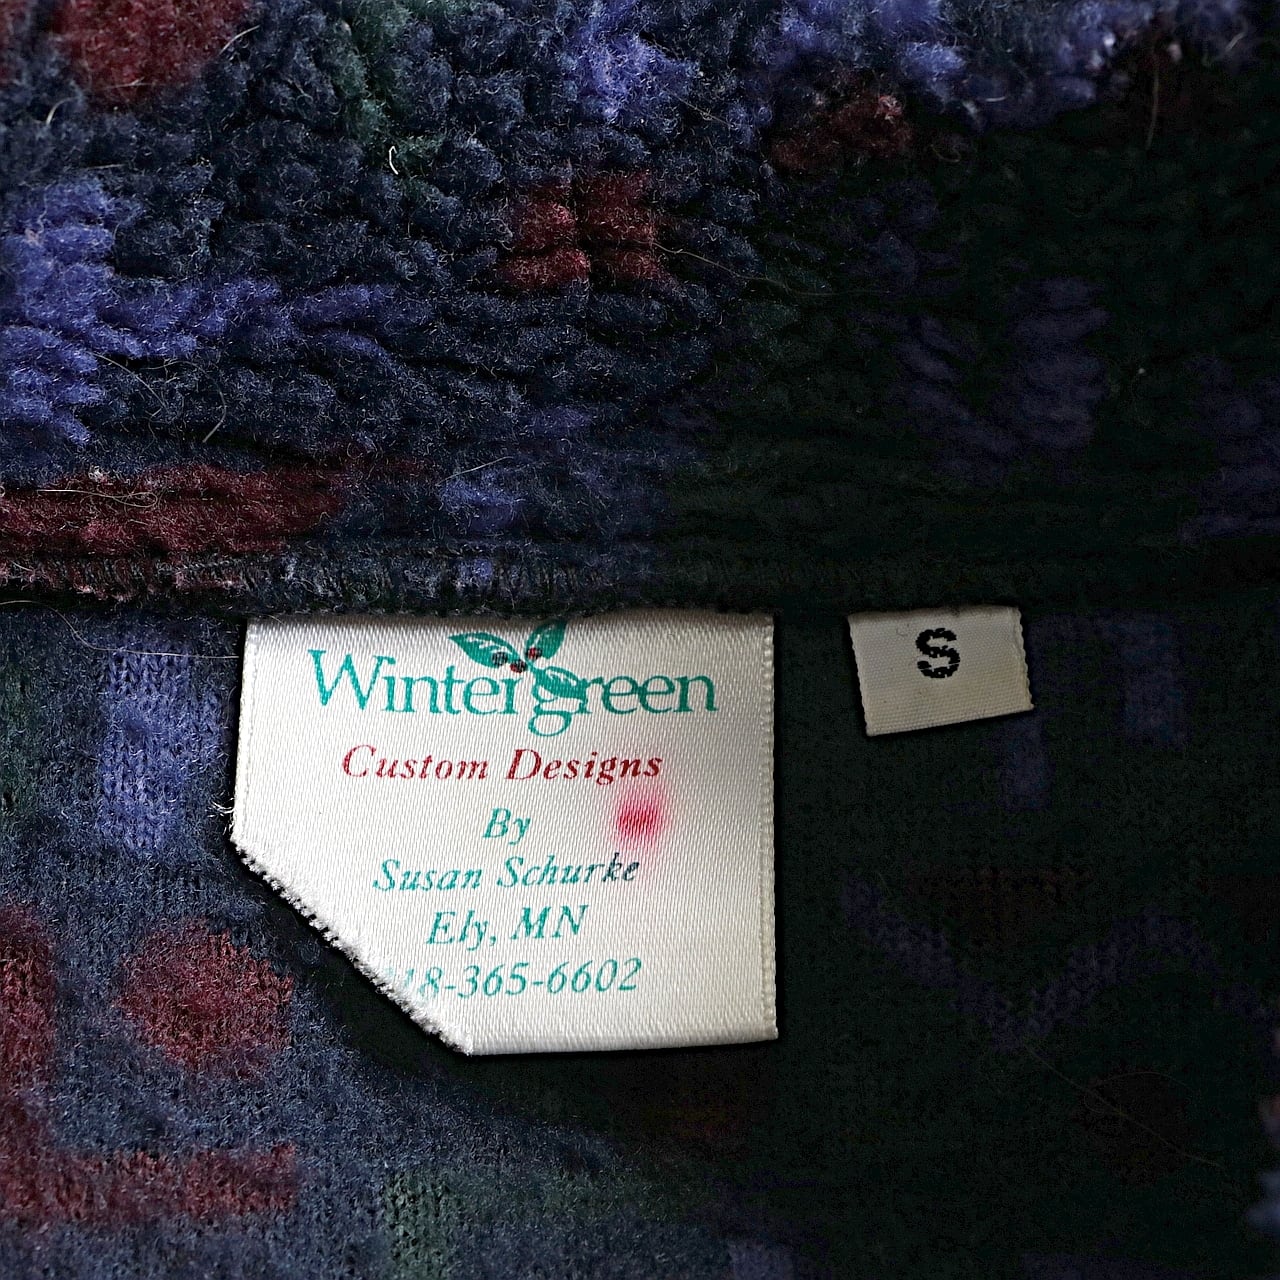 Wintergreen
Custom Designs
By
Susan Schurke
Ely, MN
18-365-6602
S